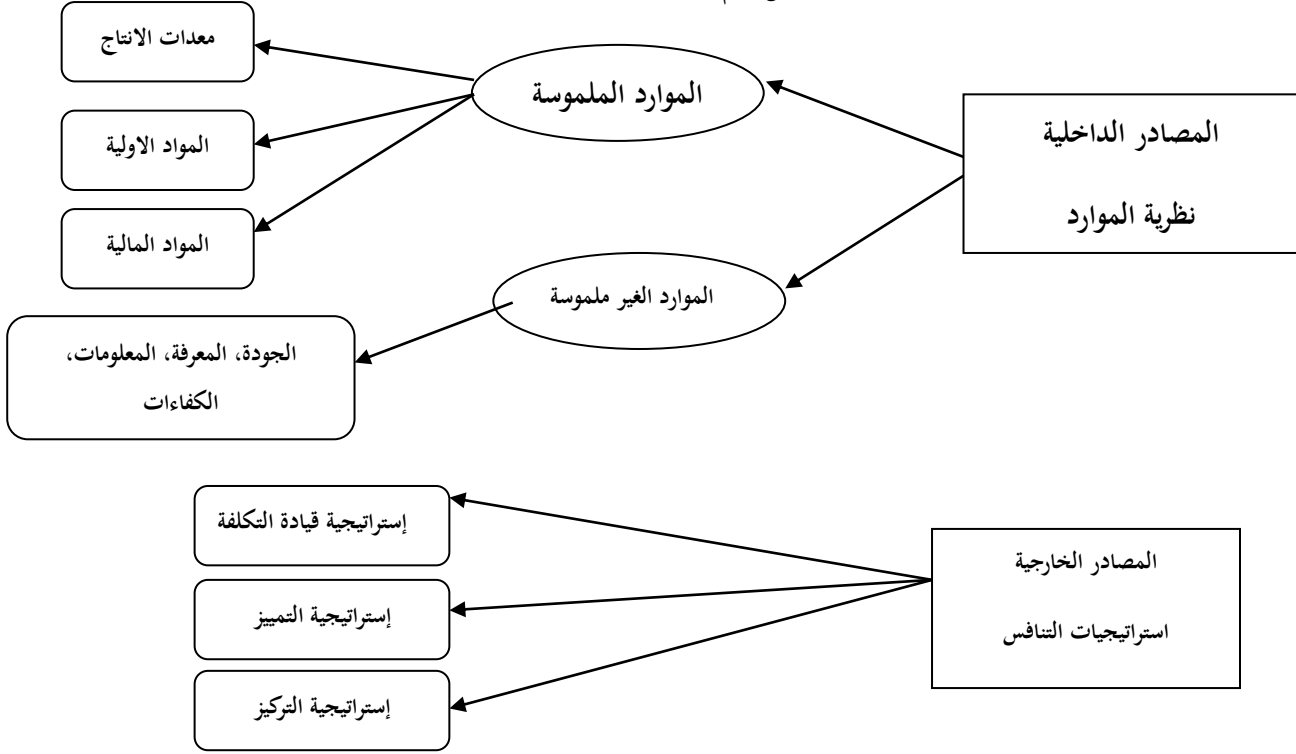 معدات الانتاج
الموارد الملموسة
المصادر الداخلية
نظرية الموارد
المواد الاولية
المواد المالية
الموارد الغير ملموسة
الجودة، المعرفة، المعلومات،
الكفاءات
إستراتيجية قيادة التكلفة
المصادر الخارجية
استراتيجيات التنافس
إستراتيجية التمييز
إستراتيجية التركيز